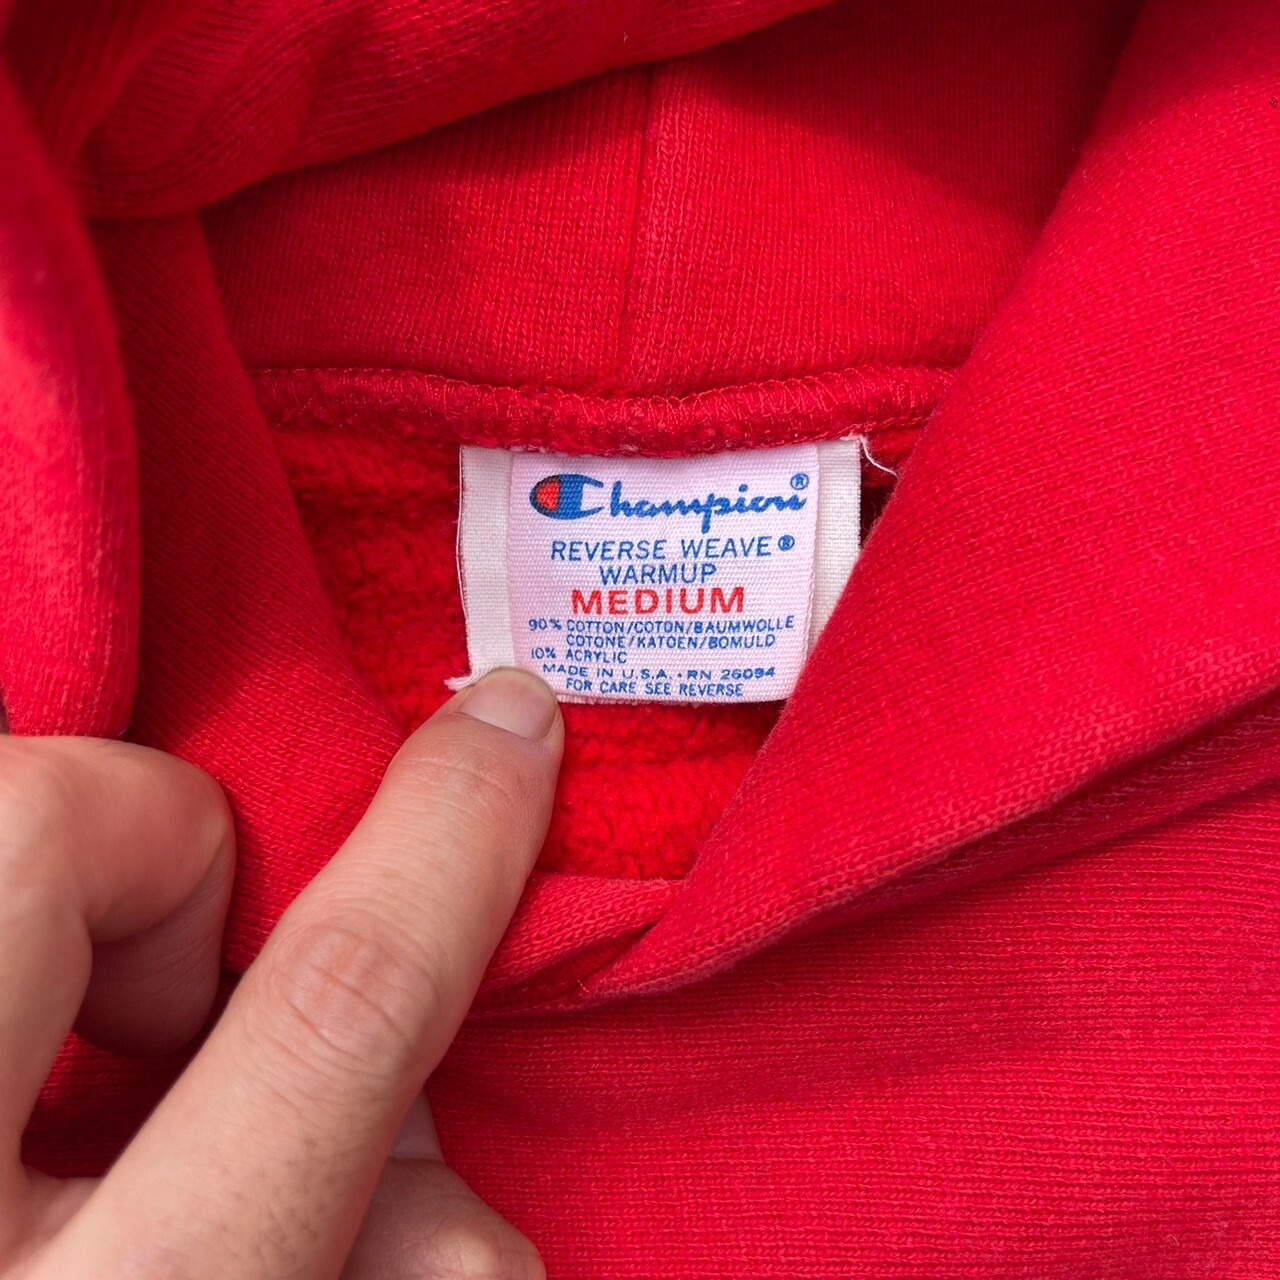 Champion®
REVERSE WEAVE®
WARMUP
MEDIUM
90% COTTON/COTON/BAUMWOLLE
COTONE/KATOEN/BOMULD
10% ACRYLIC
MADE IN U.S.A. · RN 26094
FOR CARE SEE REVERSE